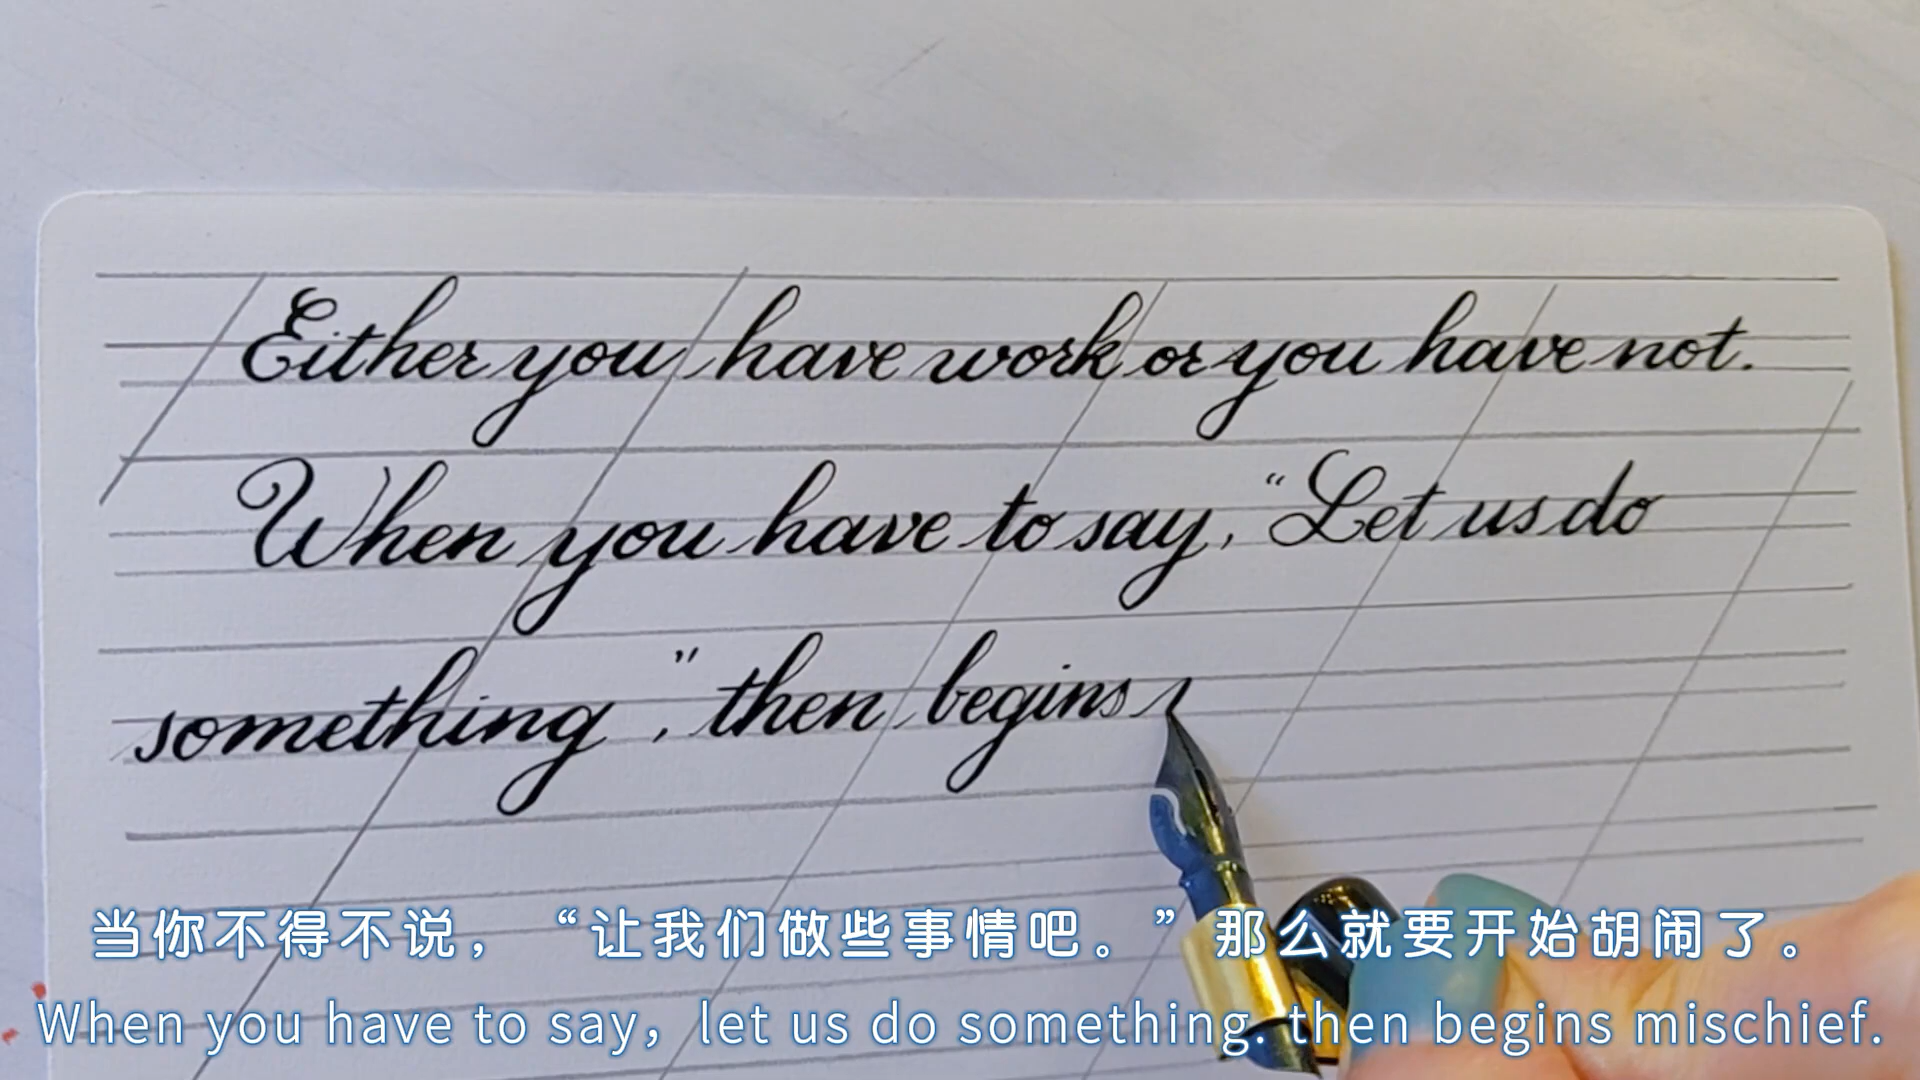 Either you have work or you have not.
When you have to say, “Let us do
something”, then begins
当你不得不说，“让我们做些事情吧。”那么就要开始胡闹了。
When you have to say，let us do something. then begins mischief.